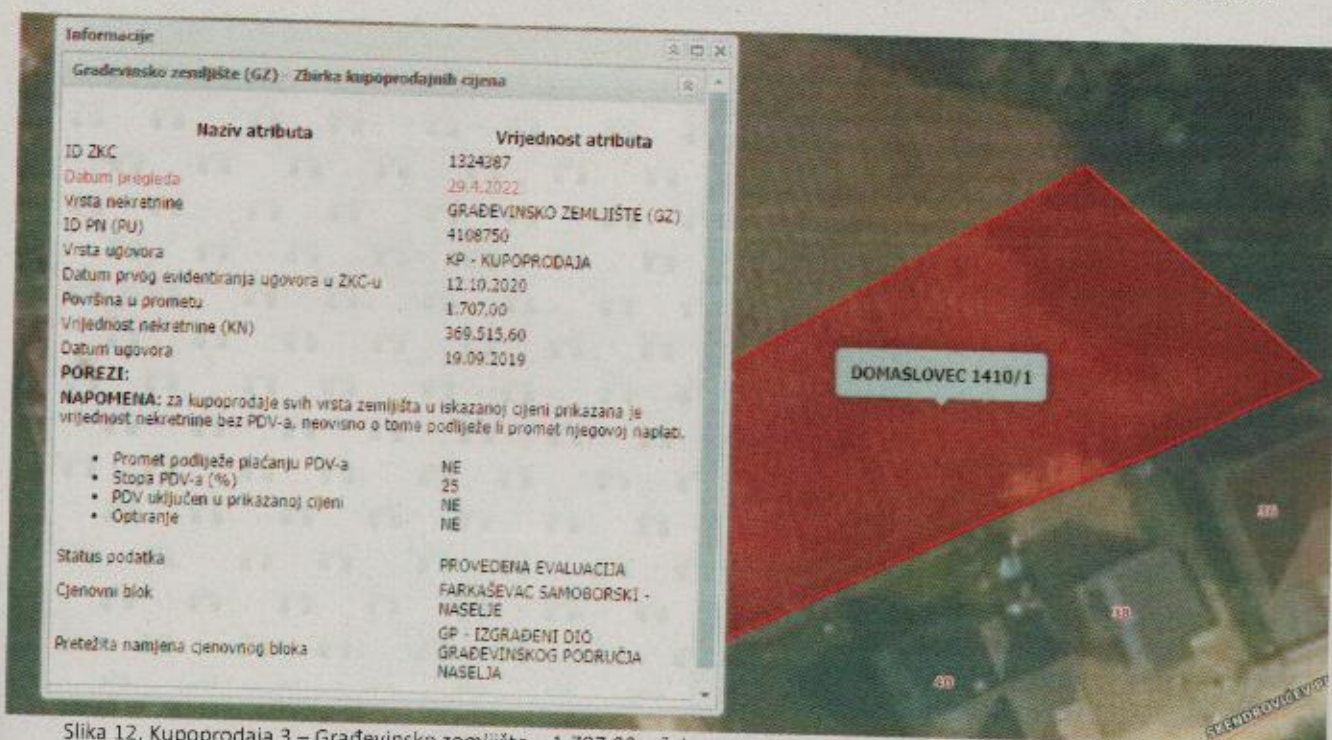 Informacije
Građevinsko zemljište (GZ) - Zbirka kupoprodajnih cijena
Naziv atributa Vrijednost atributa
ID ZKC 1324387
Datum pregleda 29.4.2022
Vrsta nekretnine GRAĐEVINSKO ZEMLJIŠTE (GZ)
ID PN (PU) 4108750
Vrsta ugovora KP - KUPOPRODAJA
Datum prvog evidentiranja ugovora u ZKC-u 12.10.2020
Površina u prometu 1.707,00
Vrijednost nekretnine (KN) 369.515,60
Datum ugovora 19.09.2019
POREZI:
NAPOMENA: za kupoprodaje svih vrsta zemljišta u iskazanoj cijeni prikazana je
vrijednost nekretnine bez PDV-a, neovisno o tome podliježe li promet njegovoj naplati.
• Promet podliježe plaćanju PDV-a NE
• Stopa PDV-a (%) 25
• PDV uključen u prikazanoj cijeni NE
• Optiranje NE
Status podatka PROVEDENA EVALUACIJA
Cjenovni blok FARKAŠEVAC SAMOBORSKI -
NASELJE
Pretežita namjena cjenovnog bloka GP - IZGRAĐENI DIO
GRAĐEVINSKOG PODRUČJA
NASELJA
DOMASLOVEC 1410/1
36
38
40
SKENDROVIĆEV
Slika 12. Kupoprodaja 3 – Građevinsko zemljište